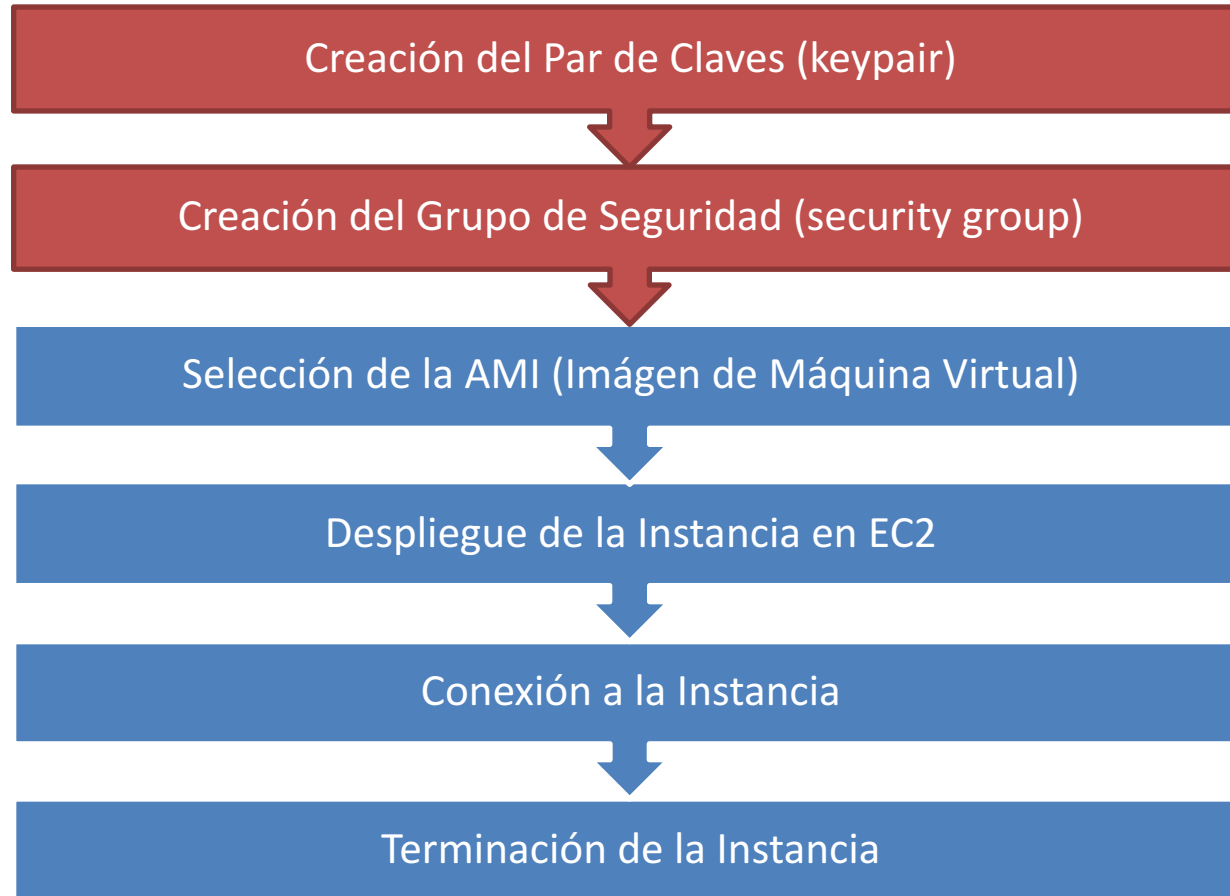 Creación del Par de Claves (keypair)
Creación del Grupo de Seguridad (security group)
Selección de la AMI (Imágen de Máquina Virtual)
Despliegue de la Instancia en EC2
Conexión a la Instancia
Terminación de la Instancia